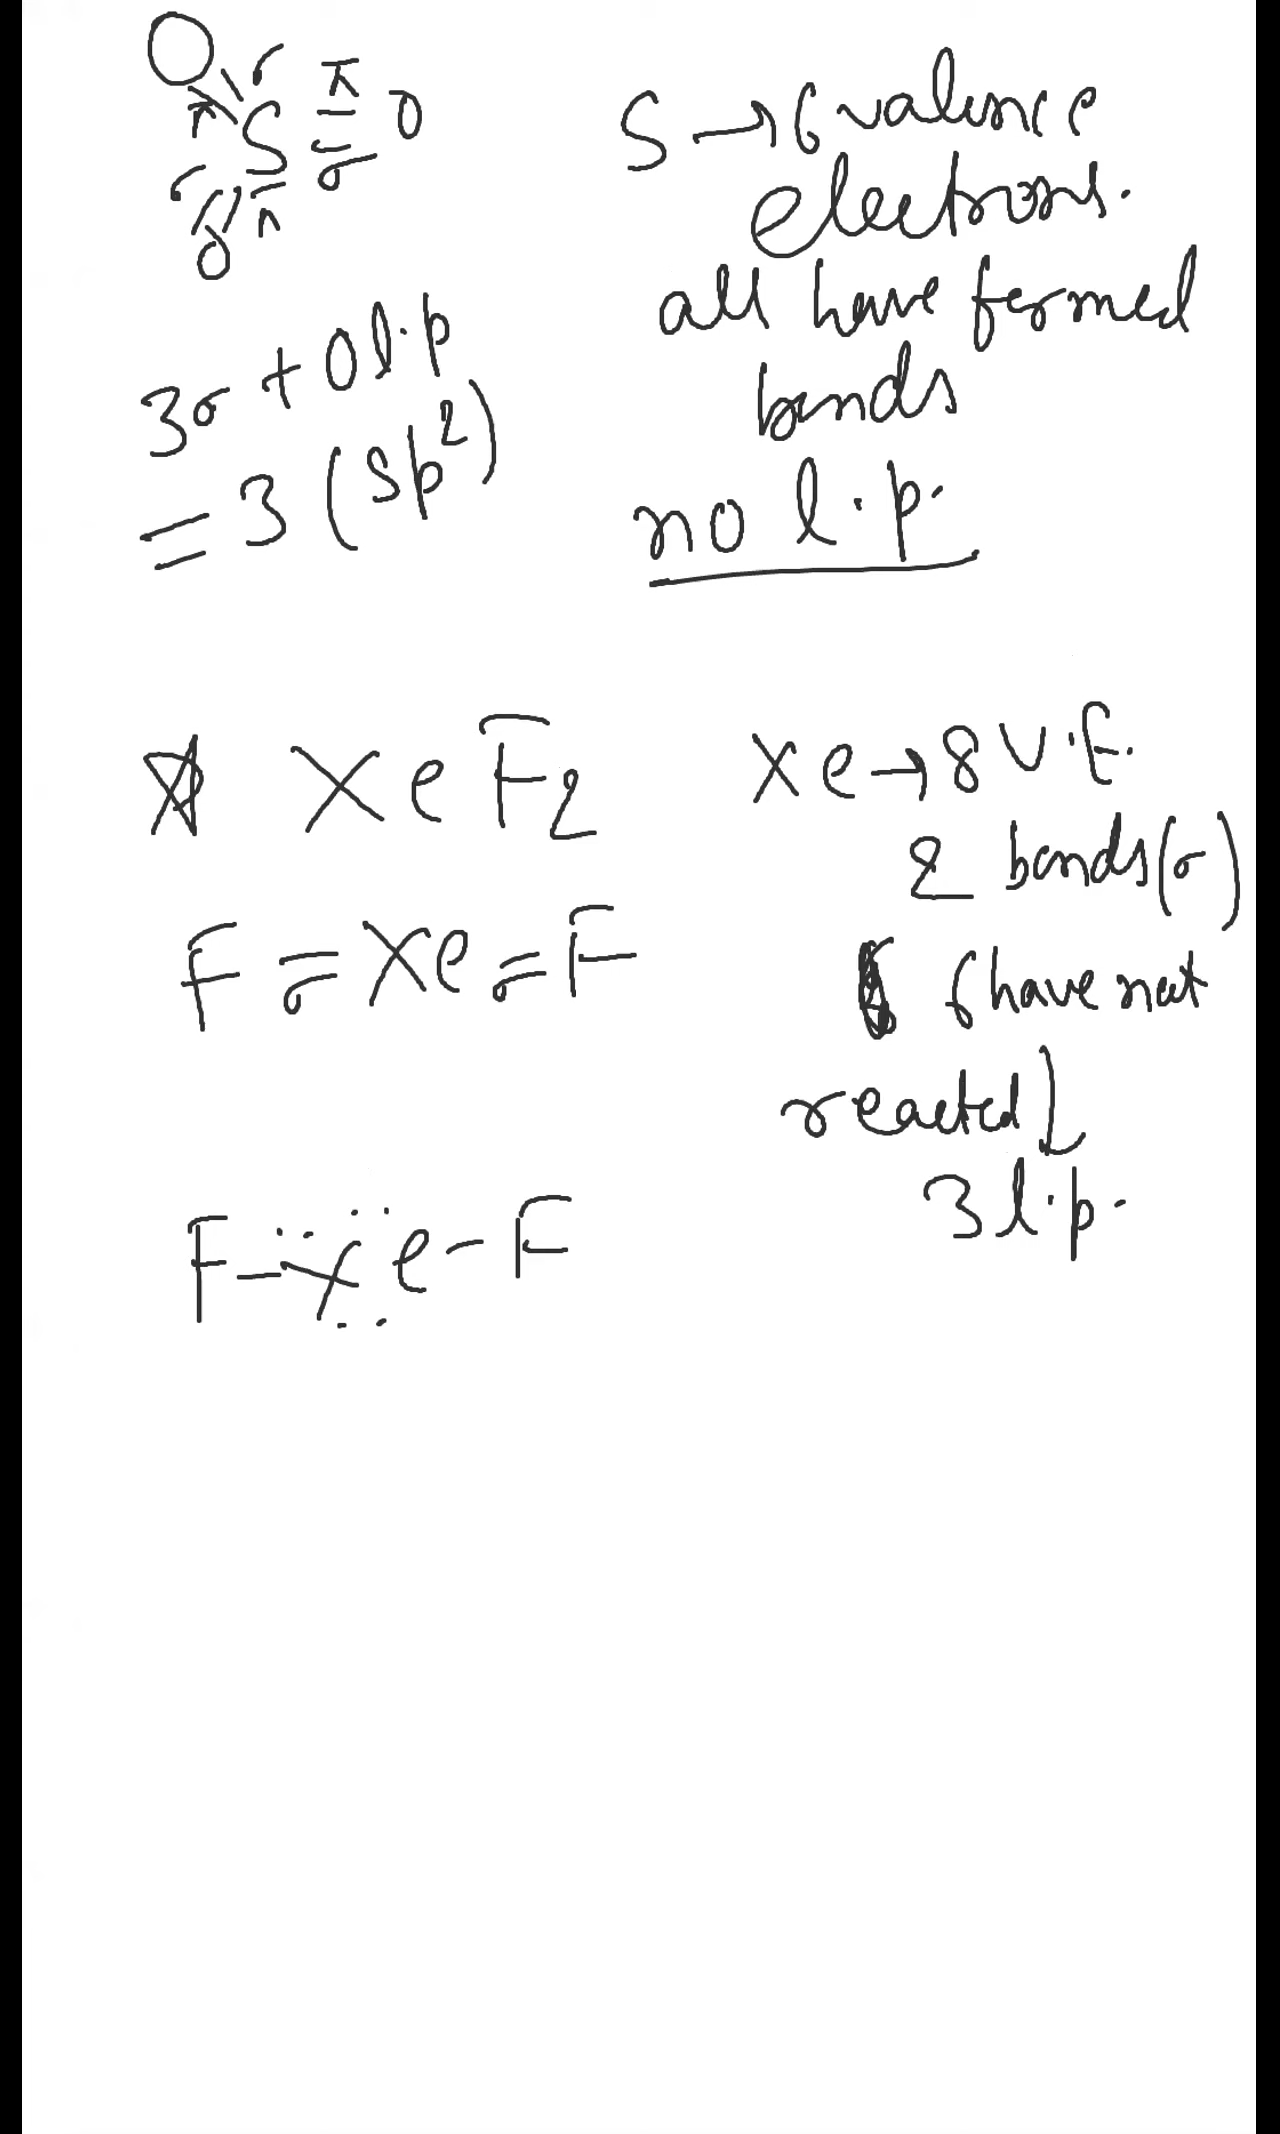 O σ π
π S = O
σ π σ
O
S → 6 valence
electrons.
all have formed
bonds
no l.p.
3σ + 0 l.p
= 3 (sp²)
☆ XeF₂
Xe → 8 V.E.
2 bonds(σ)
6 have not
reacted ↓
3 l.p.
F σ Xe σ F
F-Xe-F